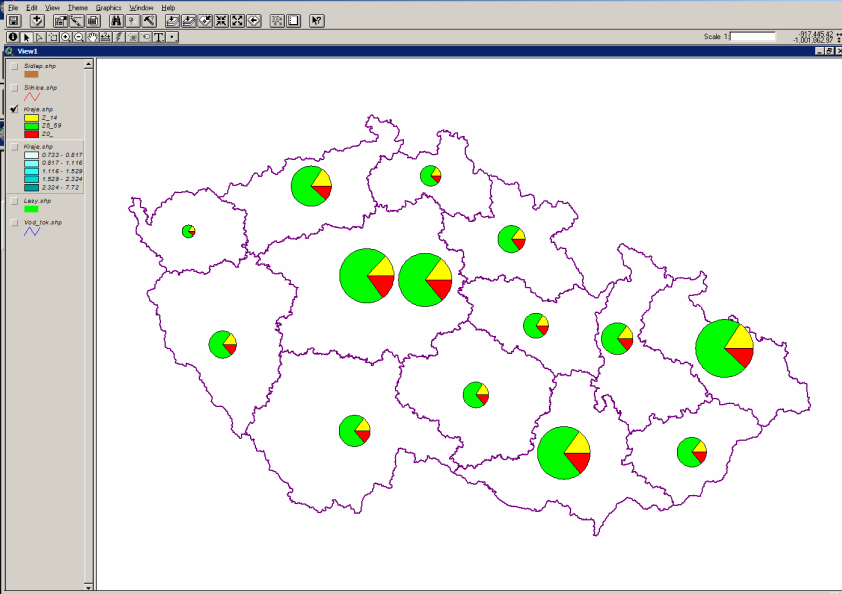 File Edit View Theme Graphics Window Help
Scale 1:
-917,445.42
-1,001,862.97
View1
Sidlap.shp
Silnice.shp
Kraje.shp
Z_14
Z5_59
Z0_
Kraje.shp
0.733 - 0.817
0.817 - 1.116
1.116 - 1.529
1.529 - 2.324
2.324 - 7.72
Lesy.shp
Vod_tok.shp